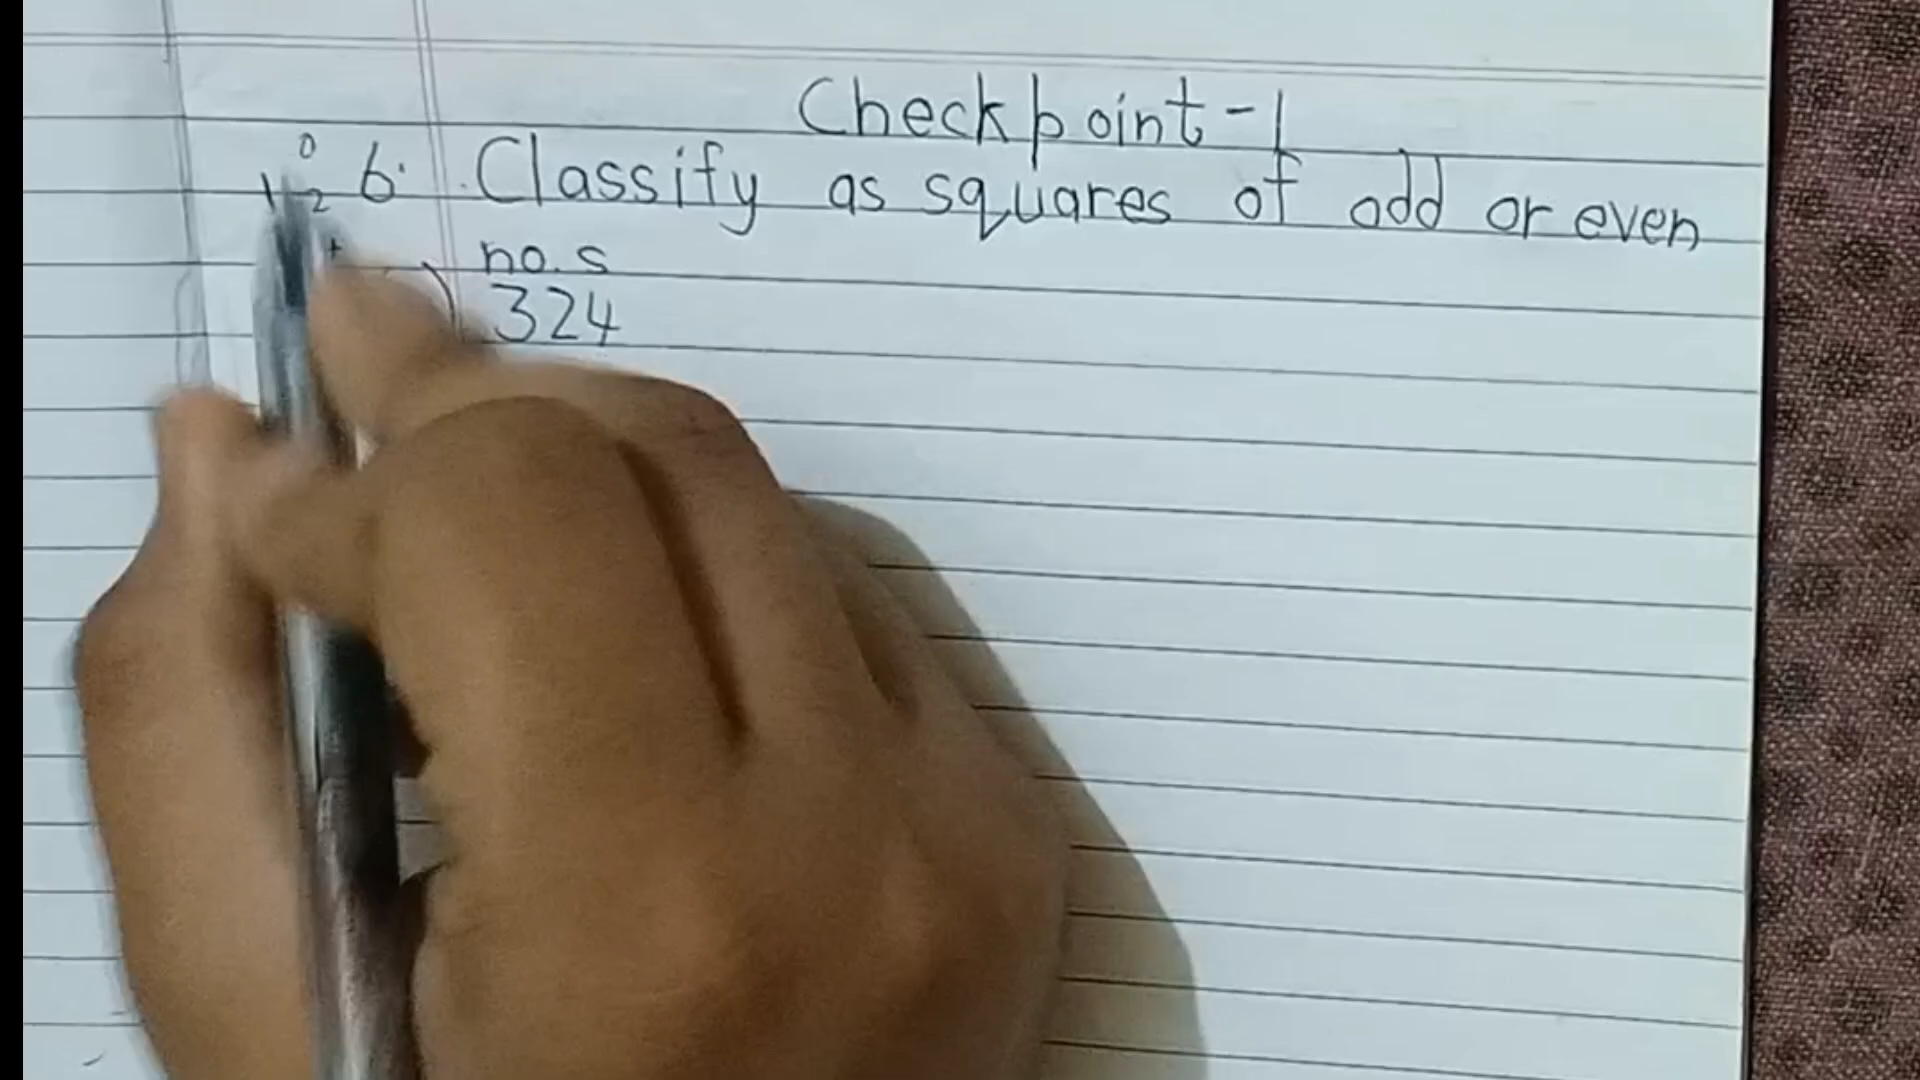 Checkpoint-1
6. Classify as squares of odd or even
no.s
) 324